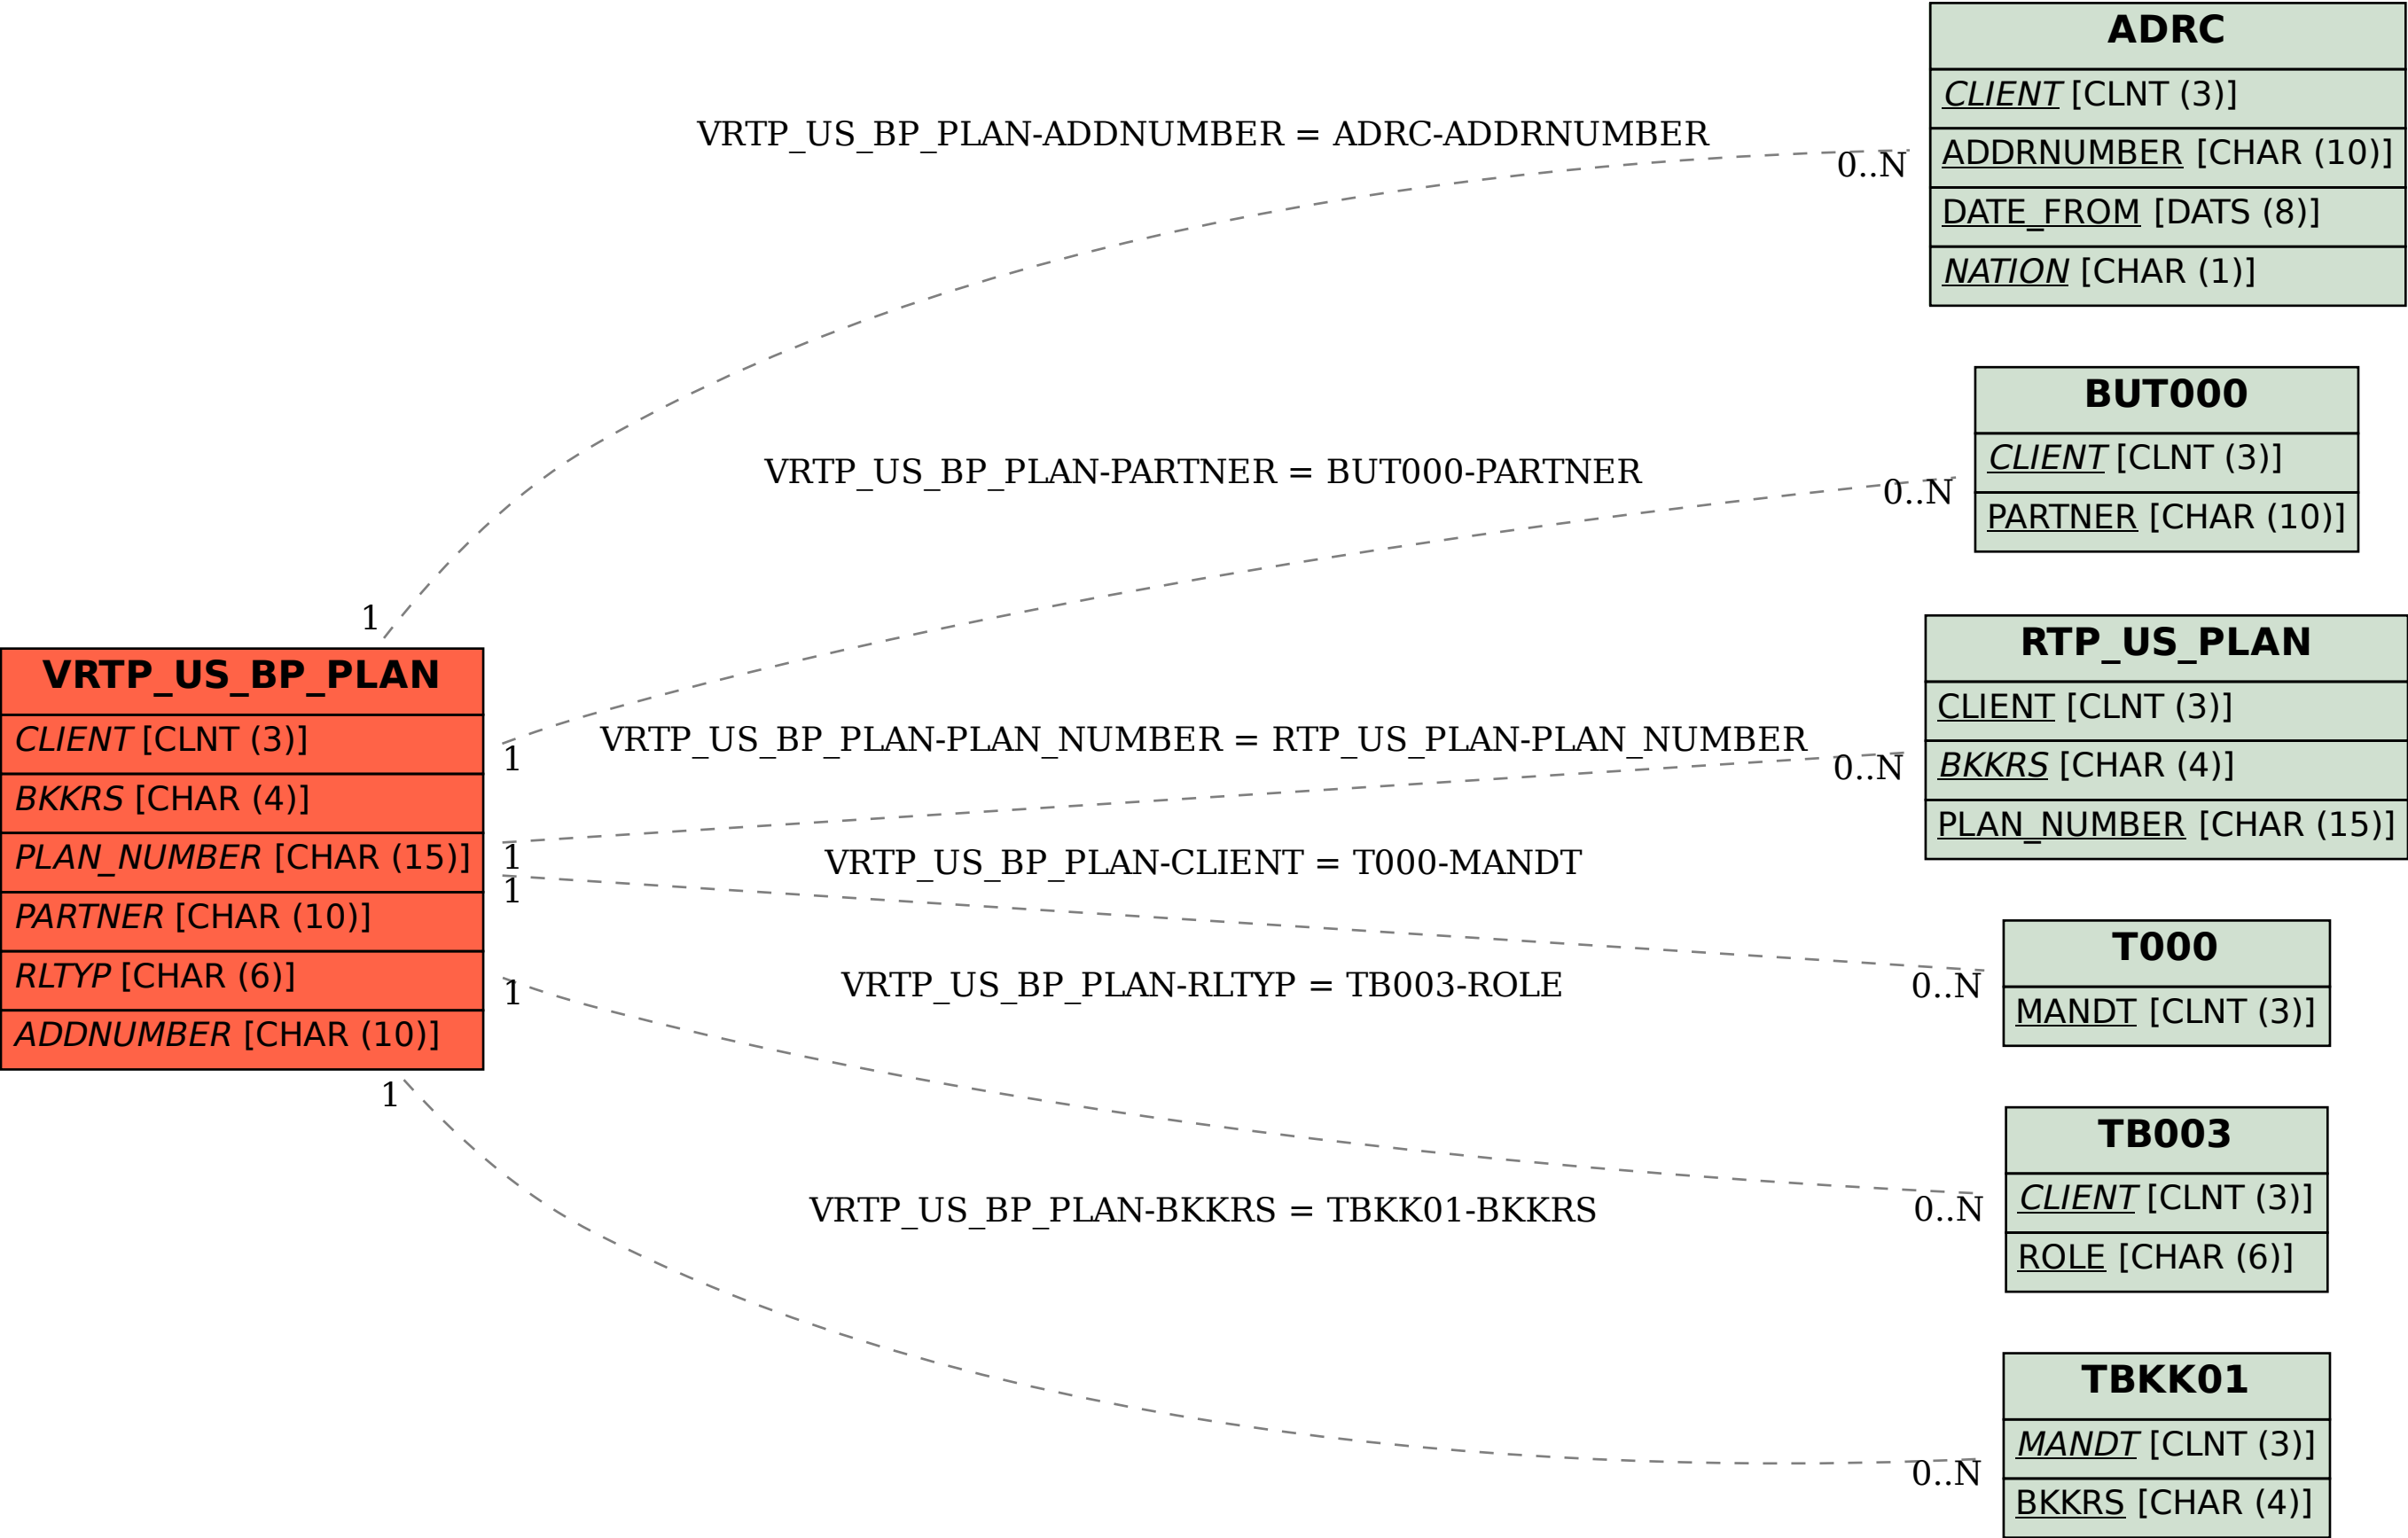 ADRC
CLIENT [CLNT (3)]
ADDRNUMBER [CHAR (10)]
DATE_FROM [DATS (8)]
NATION [CHAR (1)]
VRTP_US_BP_PLAN-ADDNUMBER = ADRC-ADDRNUMBER
0..N
1
BUT000
CLIENT [CLNT (3)]
PARTNER [CHAR (10)]
VRTP_US_BP_PLAN-PARTNER = BUT000-PARTNER
0..N
1
VRTP_US_BP_PLAN
CLIENT [CLNT (3)]
BKKRS [CHAR (4)]
PLAN_NUMBER [CHAR (15)]
PARTNER [CHAR (10)]
RLTYP [CHAR (6)]
ADDNUMBER [CHAR (10)]
RTP_US_PLAN
CLIENT [CLNT (3)]
BKKRS [CHAR (4)]
PLAN_NUMBER [CHAR (15)]
VRTP_US_BP_PLAN-PLAN_NUMBER = RTP_US_PLAN-PLAN_NUMBER
0..N
1
VRTP_US_BP_PLAN-CLIENT = T000-MANDT
1
0..N
T000
MANDT [CLNT (3)]
VRTP_US_BP_PLAN-RLTYP = TB003-ROLE
1
0..N
TB003
CLIENT [CLNT (3)]
ROLE [CHAR (6)]
VRTP_US_BP_PLAN-BKKRS = TBKK01-BKKRS
1
0..N
TBKK01
MANDT [CLNT (3)]
BKKRS [CHAR (4)]